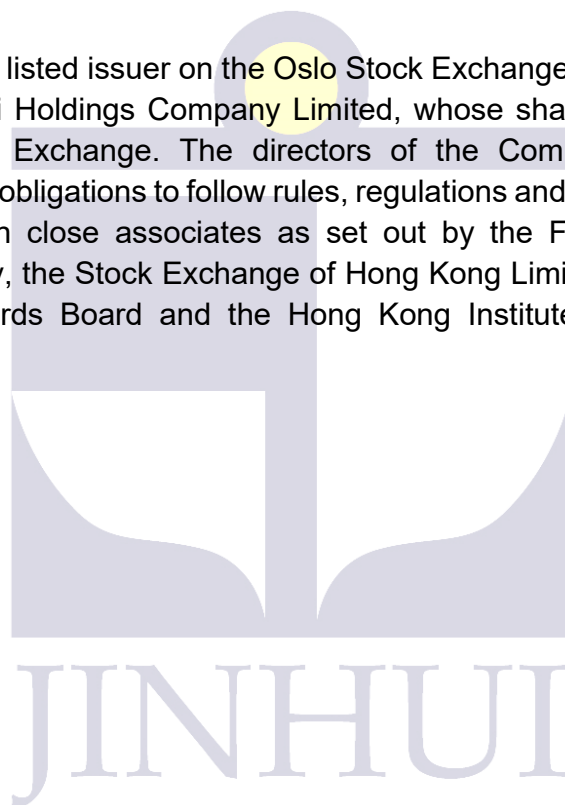 listed issuer on the Oslo Stock Exchange
i Holdings Company Limited, whose sha
Exchange. The directors of the Com
obligations to follow rules, regulations and
n close associates as set out by the F
y, the Stock Exchange of Hong Kong Limi
rds Board and the Hong Kong Institute
JINHUI